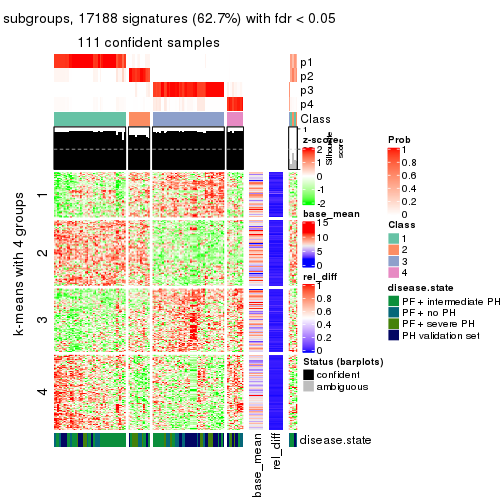 subgroups, 17188 signatures (62.7%) with fdr < 0.05
111 confident samples
p1
p2
p3
p4
Class
1
Silhouette
score
k-means with 4 groups
1
2
3
4
base_mean
rel_diff
disease.state
z-score
2
1
0
-1
-2
base_mean
15
10
5
0
rel_diff
1
0.8
0.6
0.4
0.2
0
Status (barplots)
confident
ambiguous
Prob
1
0.8
0.6
0.4
0.2
0
Class
1
2
3
4
disease.state
PF+ intermediate PH
PF+ no PH
PF+ severe PH
PH validation set